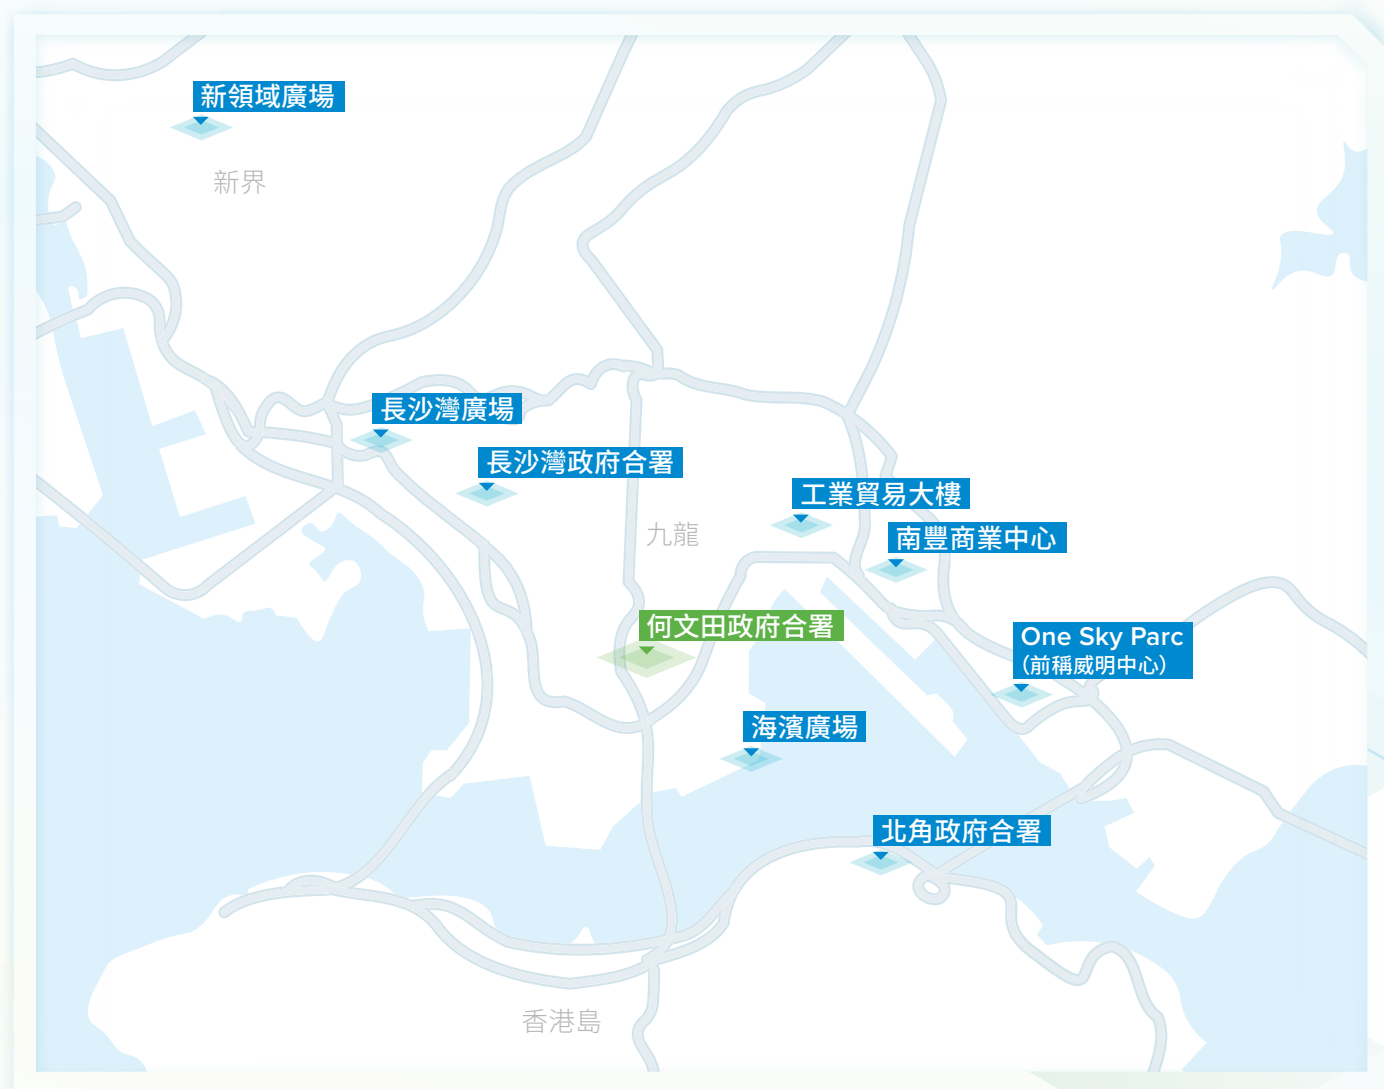 新領域廣場
新界
長沙灣廣場
長沙灣政府合署
工業貿易大樓
九龍
南豐商業中心
何文田政府合署
One Sky Parc
（前稱威明中心）
海濱廣場
北角政府合署
香港島